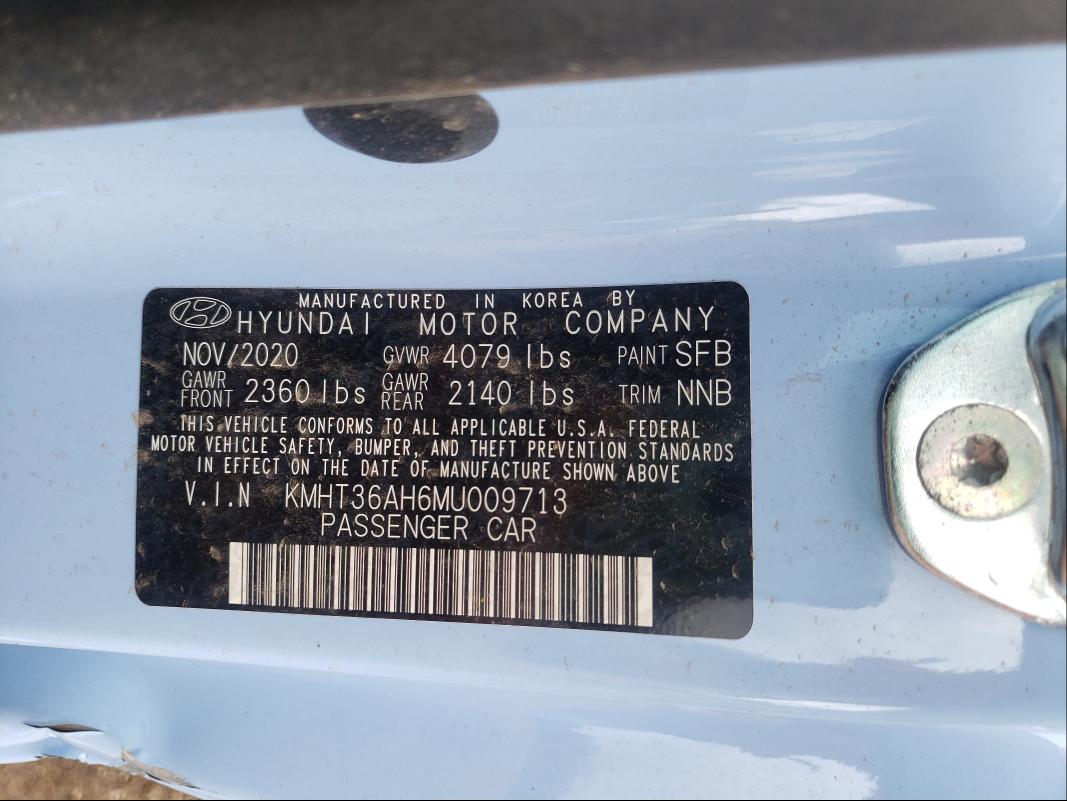 MANUFACTURED IN KOREA BY
HYUNDAI MOTOR COMPANY
NOV/2020 GVWR 4079 lbs PAINT SFB
GAWR FRONT 2360 lbs GAWR REAR 2140 lbs TRIM NNB
THIS VEHICLE CONFORMS TO ALL APPLICABLE U.S.A. FEDERAL
MOTOR VEHICLE SAFETY, BUMPER, AND THEFT PREVENTION STANDARDS
IN EFFECT ON THE DATE OF MANUFACTURE SHOWN ABOVE
V.I.N KMHT36AH6MU009713
PASSENGER CAR